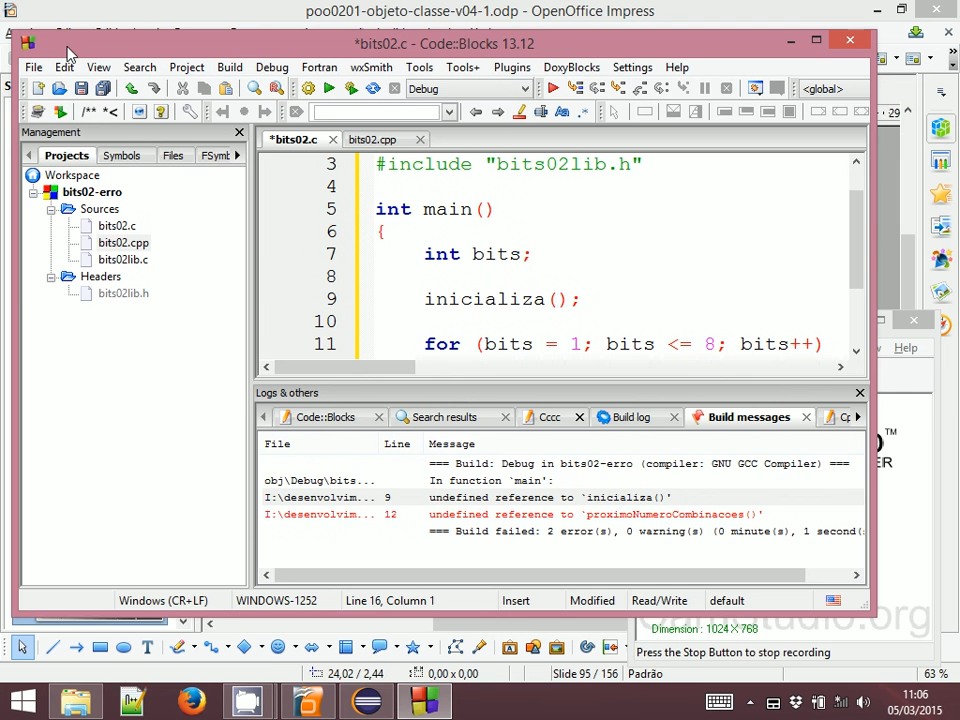 poo0201-objeto-classe-v04-1.odp - OpenOffice Impress
*bits02.c - Code::Blocks 13.12
File Edit View Search Project Build Debug Fortran wxSmith Tools Tools+ Plugins DoxyBlocks Settings Help
Debug <global>
/** *<
Management
*bits02.c bits02.cpp
Projects Symbols Files FSymb
Workspace
bits02-erro
Sources
bits02.c
bits02.cpp
bits02lib.c
Headers
bits02lib.h
3 #include "bits02lib.h"
4
5 int main()
6 {
7 int bits;
8
9 inicializa();
10
11 for (bits = 1; bits <= 8; bits++)
Help
Logs & others
Code::Blocks Search results Cccc Build log Build messages Cp
File Line Message
=== Build: Debug in bits02-erro (compiler: GNU GCC Compiler) ===
obj\Debug\bits... In function `main':
I:\desenvolvim... 9 undefined reference to `inicializa()'
I:\desenvolvim... 12 undefined reference to `proximoNumeroCombinacoes()'
=== Build failed: 2 error(s), 0 warning(s) (0 minute(s), 1 second(s
Windows (CR+LF) WINDOWS-1252 Line 16, Column 1 Insert Modified Read/Write default
Dimension : 1024 X 768
Press the Stop Button to stop recording
24,02 / 2,44 0,00 x 0,00 Slide 95 / 156 Padrão 63 %
11:06
05/03/2015